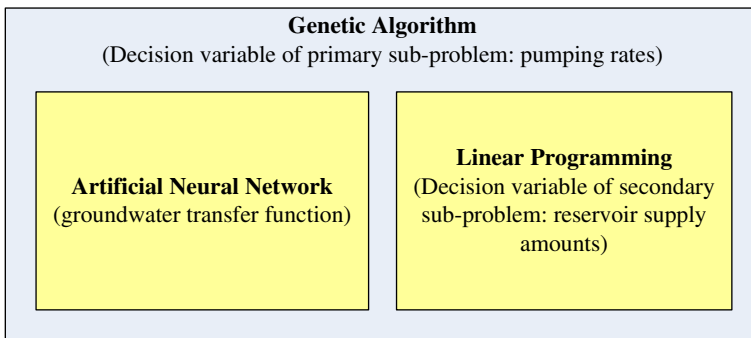 Genetic Algorithm
(Decision variable of primary sub-problem: pumping rates)
Artificial Neural Network
(groundwater transfer function)
Linear Programming
(Decision variable of secondary
sub-problem: reservoir supply
amounts)